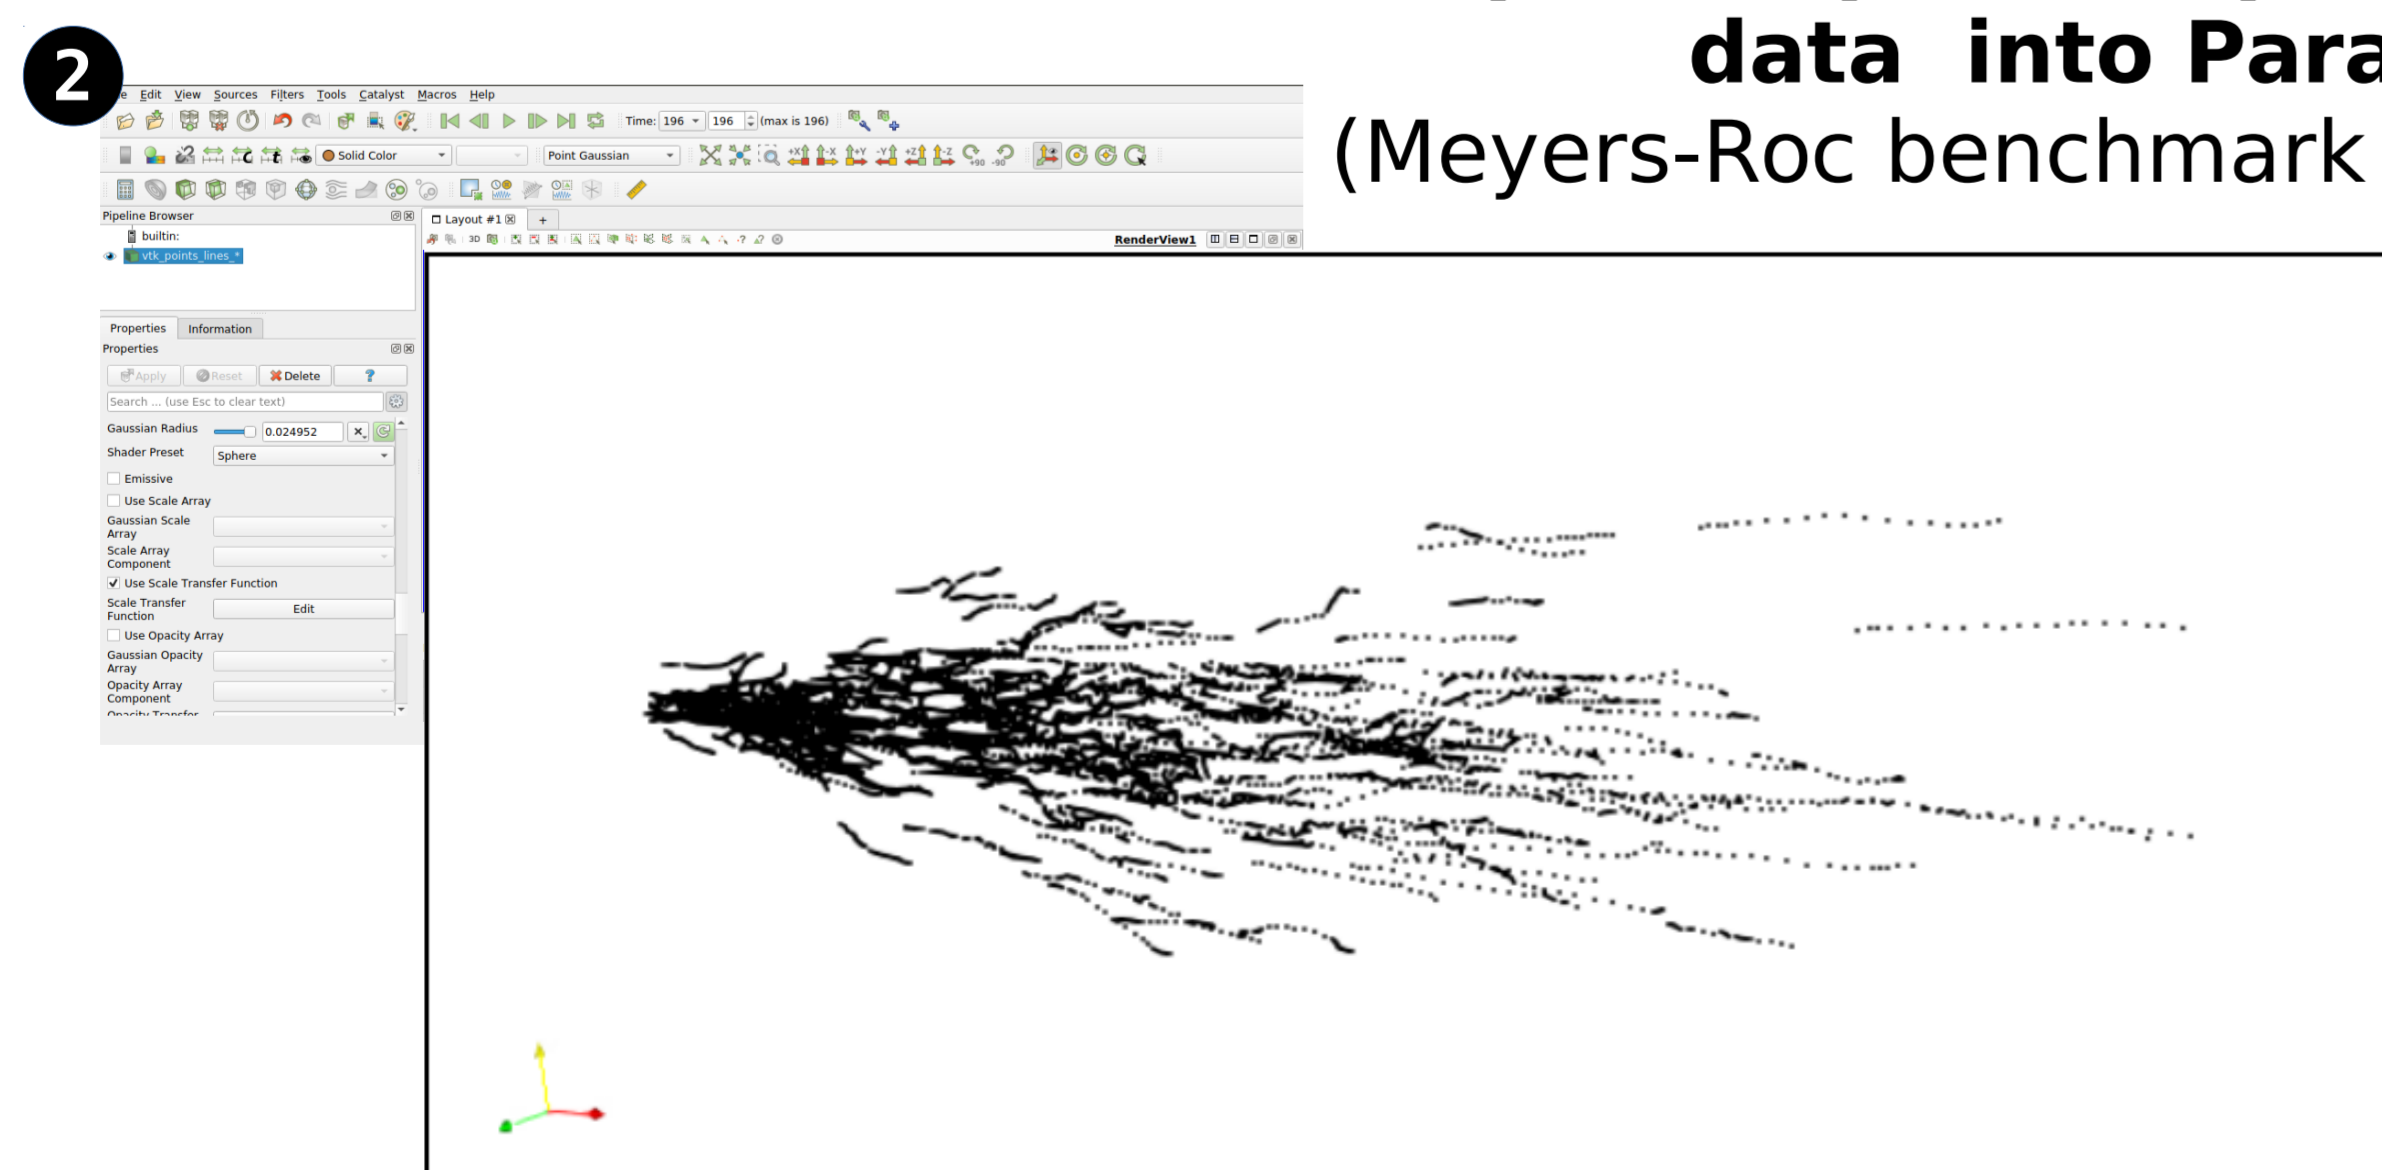 2
data into Para
(Meyers-Roc benchmark
e Edit View Sources Filters Tools Catalyst Macros Help
Time: 196 196 (max is 196)
Solid Color Point Gaussian +X -X +Y -Y +Z -Z +90 -90
Pipeline Browser
Layout #1 +
builtin:
3D RenderView1
vtk_points_lines_*
Properties Information
Properties
Apply Reset Delete ?
Search ... (use Esc to clear text)
Gaussian Radius 0.024952
Shader Preset Sphere
Emissive
Use Scale Array
Gaussian Scale
Array
Scale Array
Component
Use Scale Transfer Function
Scale Transfer
Function
Edit
Use Opacity Array
Gaussian Opacity
Array
Opacity Array
Component
Opacity Transfer